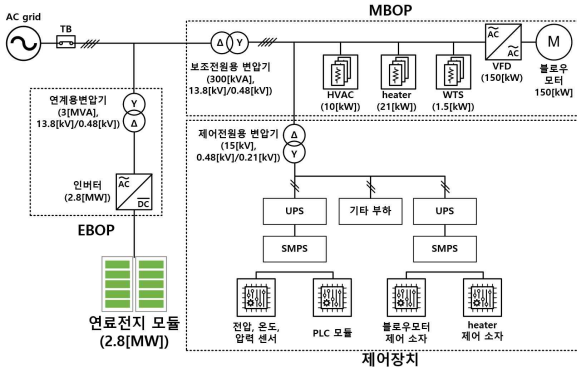 AC grid
TB
MBOP
Δ
Y
보조전원용 변압기
(300[kVA],
13.8[kV]/0.48[kV])
HVAC
(10[kW])
heater
(21[kW])
WTS
(1.5[kW])
AC
AC
VFD
(150[kW])
M
블로우
모터
150[kW]
연계용변압기
(3[MVA],
13.8[kV]/0.48[kV])
Y
Δ
인버터
(2.8[MW])
AC
DC
EBOP
연료전지 모듈
(2.8[MW])
제어전원용 변압기
(15[kV],
0.48[kV]/0.21[kV])
Δ
Y
UPS
기타 부하
UPS
SMPS
SMPS
전압, 온도,
압력 센서
PLC 모듈
블로우모터
제어 소자
heater
제어 소자
제어장치